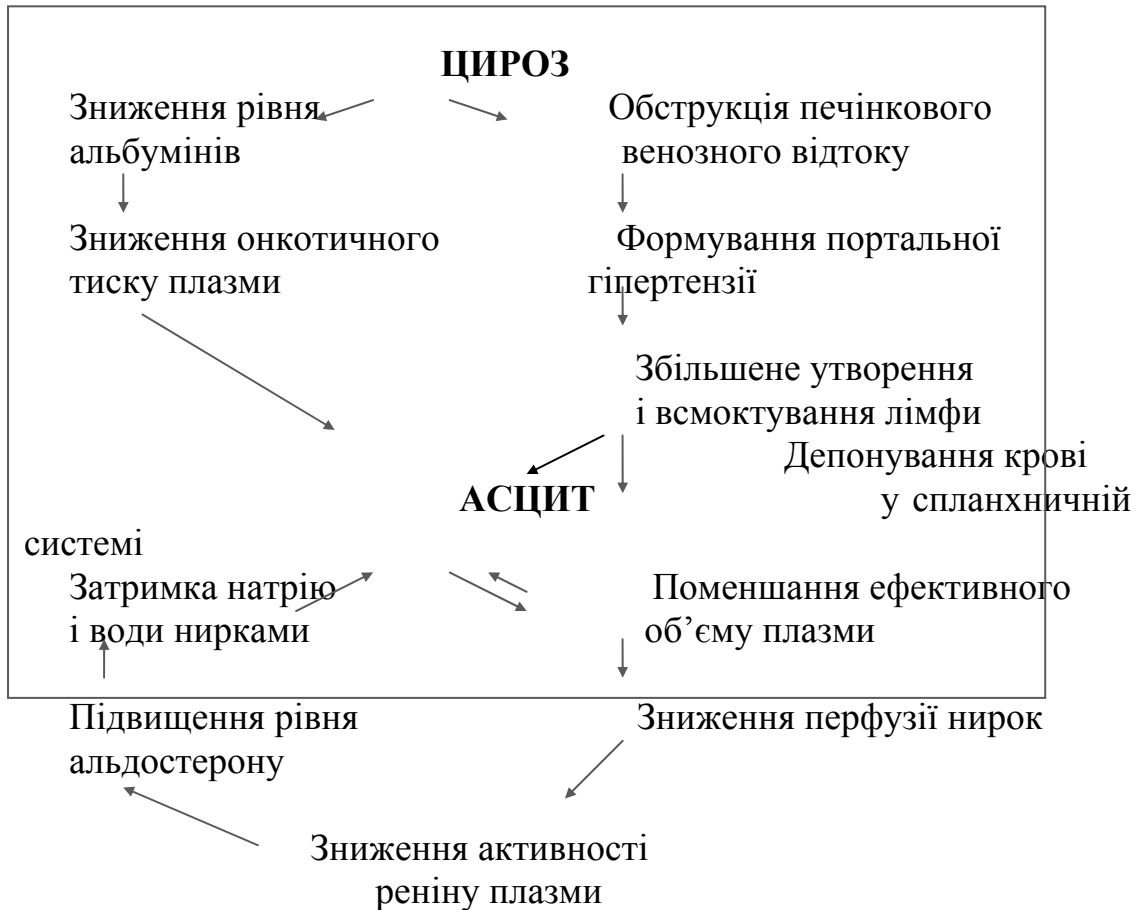 ЦИРОЗ
Зниження рівня Обструкція печінкового
альбумінів венозного відтоку
Зниження онкотичного Формування портальної
тиску плазми гіпертензії
Збільшене утворення
і всмоктування лімфи
Депонування крові
АСЦИТ у спланхничній
системі
Затримка натрію Поменшання ефективного
і води нирками об’єму плазми
Підвищення рівня Зниження перфузії нирок
альдостерону
Зниження активності
реніну плазми